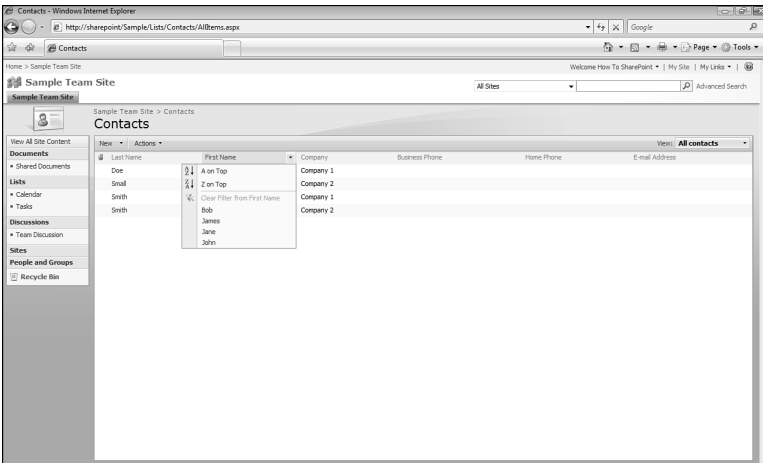 Contacts - Windows Internet Explorer
http://sharepoint/Sample/Lists/Contacts/AllItems.aspx
Google
Contacts
Page
Tools
Home > Sample Team Site
Welcome How To SharePoint
My Site
My Links
Sample Team Site
All Sites
Advanced Search
Sample Team Site
Sample Team Site > Contacts
Contacts
View All Site Content
Documents
Shared Documents
Lists
Calendar
Tasks
Discussions
Team Discussion
Sites
People and Groups
Recycle Bin
New
Actions
View: All contacts
Last Name
First Name
Company
Business Phone
Home Phone
E-mail Address
Doe
A on Top
Company 1
Small
Z on Top
Company 2
Smith
Clear Filter from First Name
Company 1
Smith
Bob
Company 2
James
Jane
John